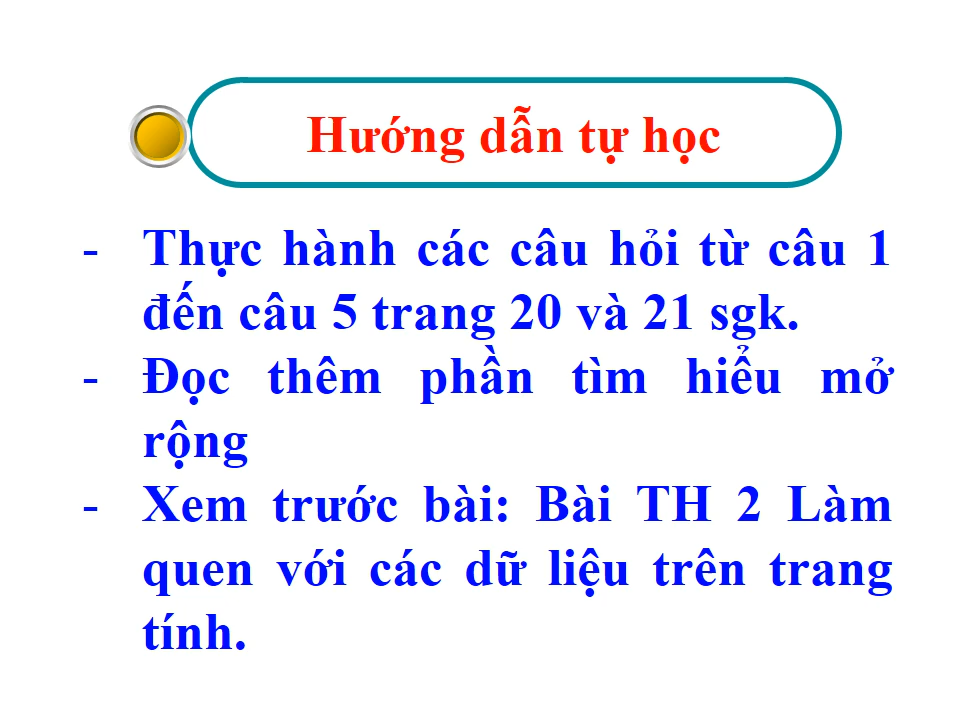 Hướng dẫn tự học
- Thực hành các câu hỏi từ câu 1
đến câu 5 trang 20 và 21 sgk.
- Đọc thêm phần tìm hiểu mở
rộng
- Xem trước bài: Bài TH 2 Làm
quen với các dữ liệu trên trang
tính.